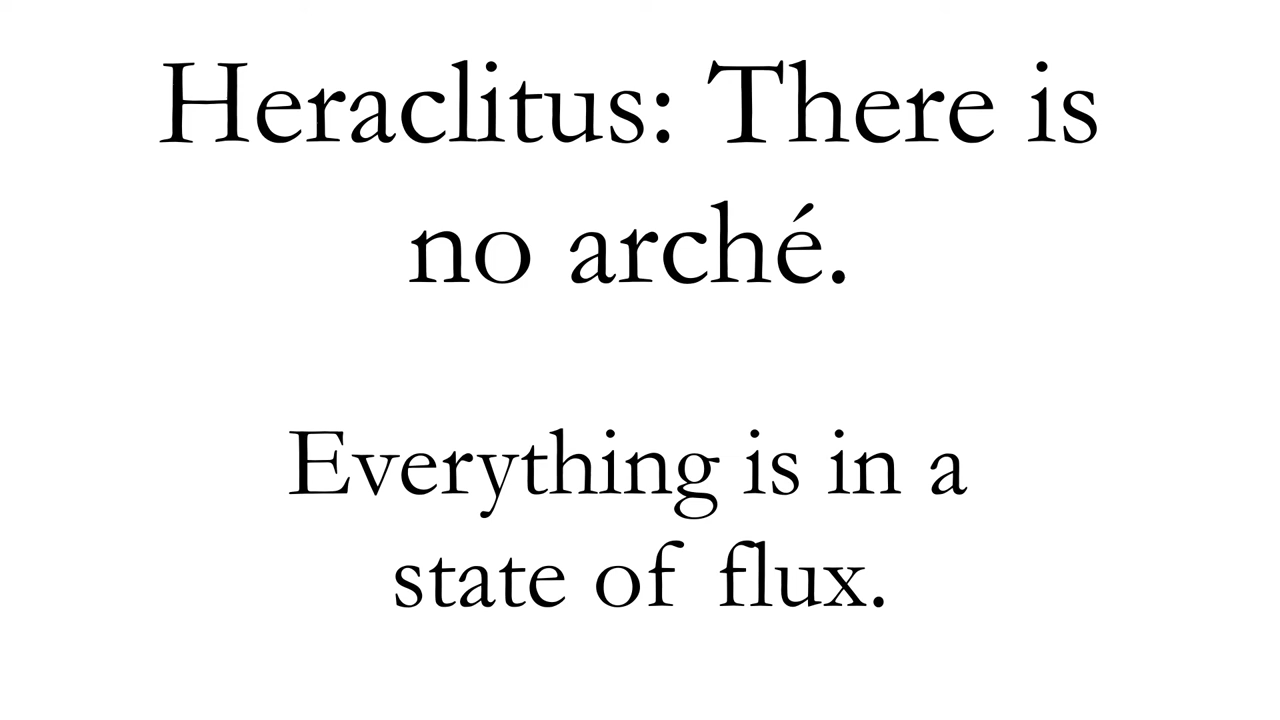 Heraclitus: There is
no arché.
Everything is in a
state of flux.